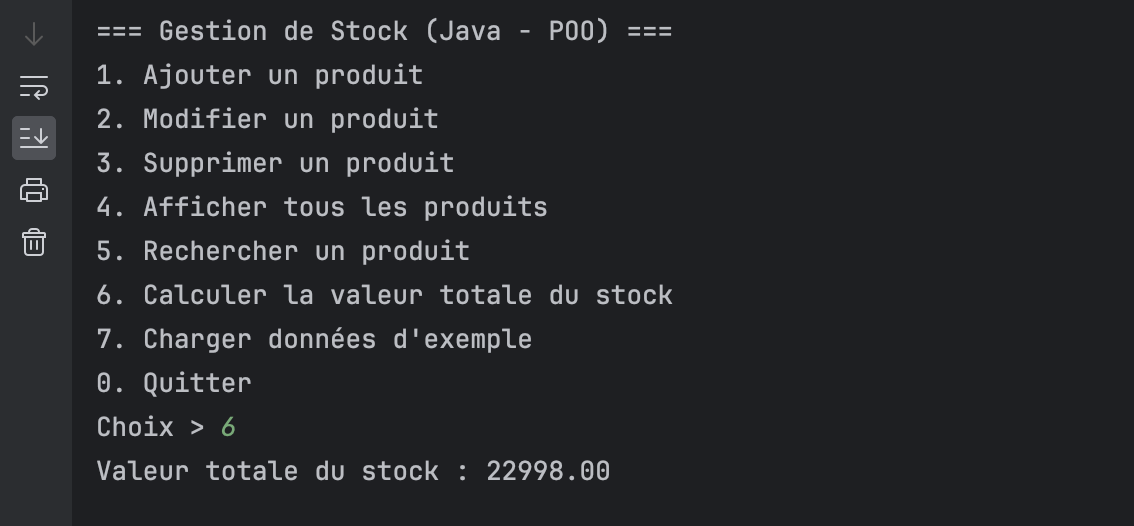 === Gestion de Stock (Java - POO) ===
1. Ajouter un produit
2. Modifier un produit
3. Supprimer un produit
4. Afficher tous les produits
5. Rechercher un produit
6. Calculer la valeur totale du stock
7. Charger données d'exemple
0. Quitter
Choix > 6
Valeur totale du stock : 22998.00